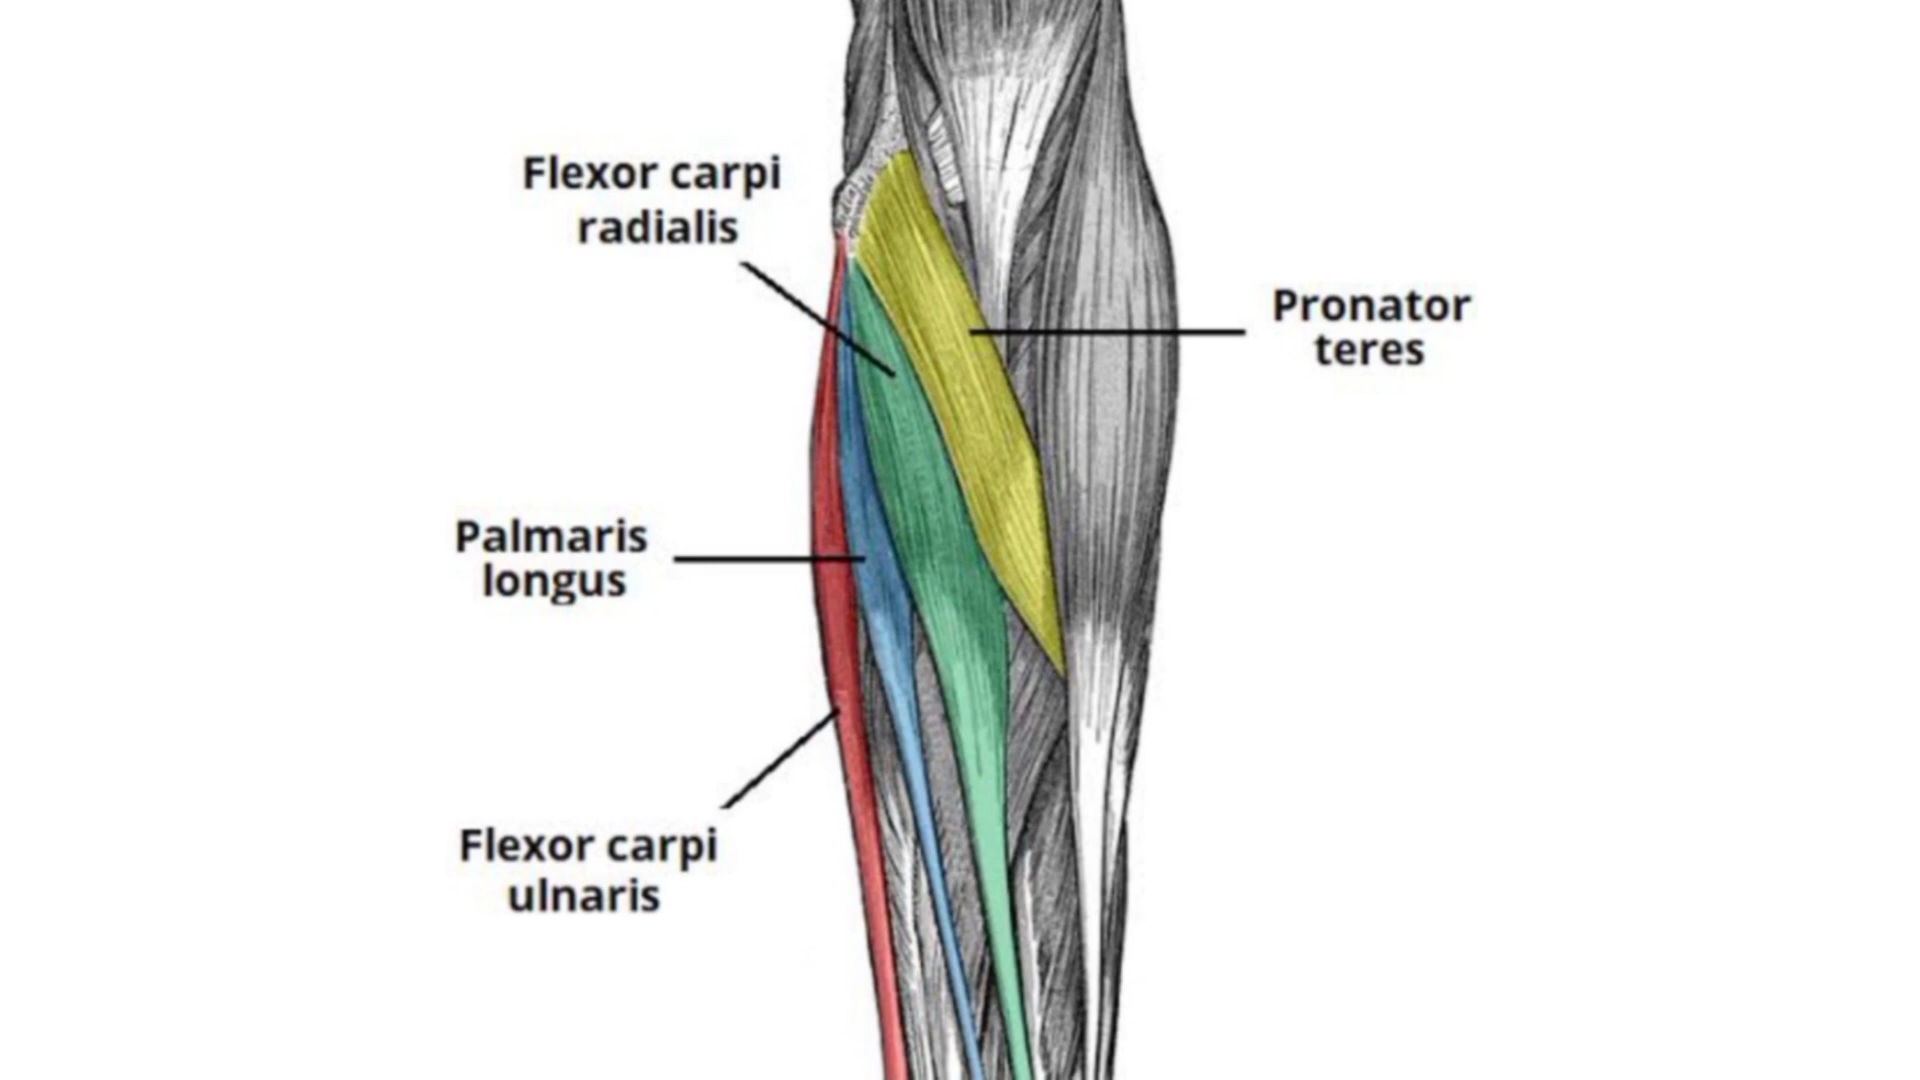 Flexor carpi
radialis
Pronator
teres
Palmaris
longus
Flexor carpi
ulnaris